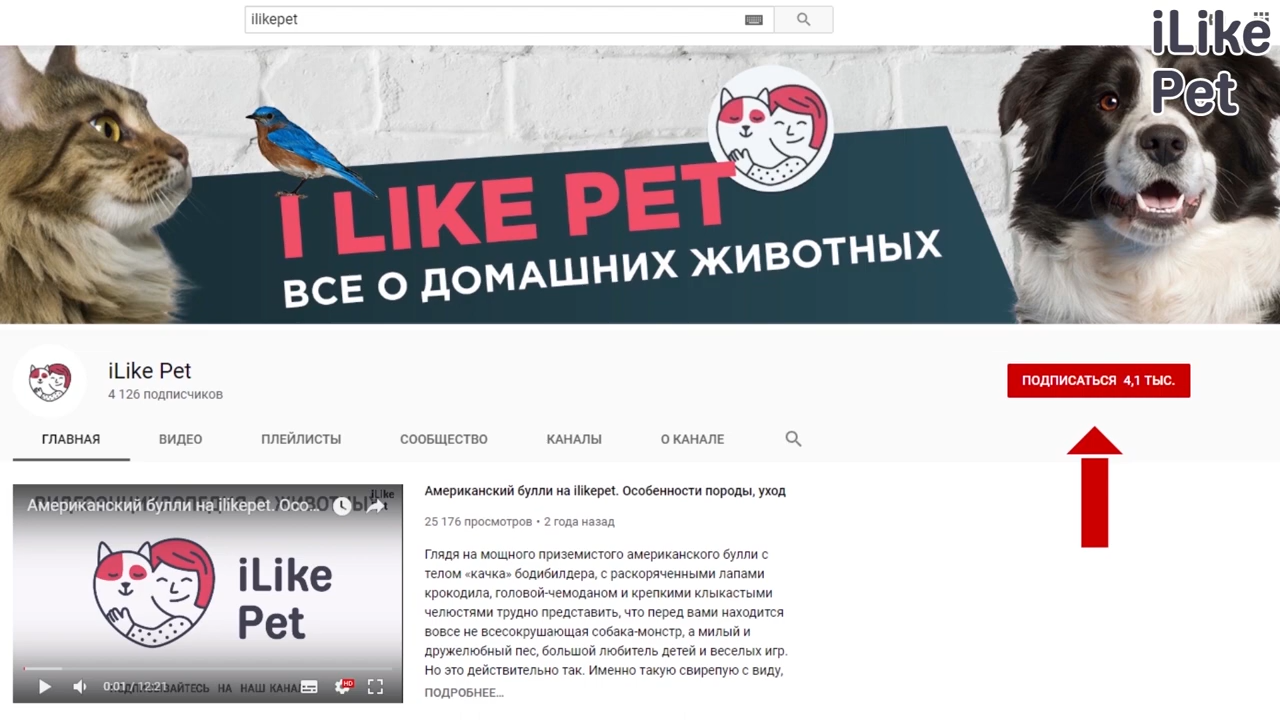 ilikepet
iLike
Pet
I LIKE PET
ВСЕ О ДОМАШНИХ ЖИВОТНЫХ
iLike Pet
4 126 подписчиков
ПОДПИСАТЬСЯ 4,1 ТЫС.
ГЛАВНАЯ
ВИДЕО
ПЛЕЙЛИСТЫ
СООБЩЕСТВО
КАНАЛЫ
О КАНАЛЕ
Американский булли на ilikepet. Осо...
iLike
Pet
0:01 / 12:21
HD
НА НАШ
Американский булли на ilikepet. Особенности породы, уход
25 176 просмотров • 2 года назад
Глядя на мощного приземистого американского булли с
телом «качка» бодибилдера, с раскоряченными лапами
крокодила, головой-чемоданом и крепкими клыкастыми
челюстями трудно представить, что перед вами находится
вовсе не всесокрушающая собака-монстр, а милый и
дружелюбный пес, большой любитель детей и веселых игр.
Но это действительно так. Именно такую свирепую с виду,
ПОДРОБНЕЕ...